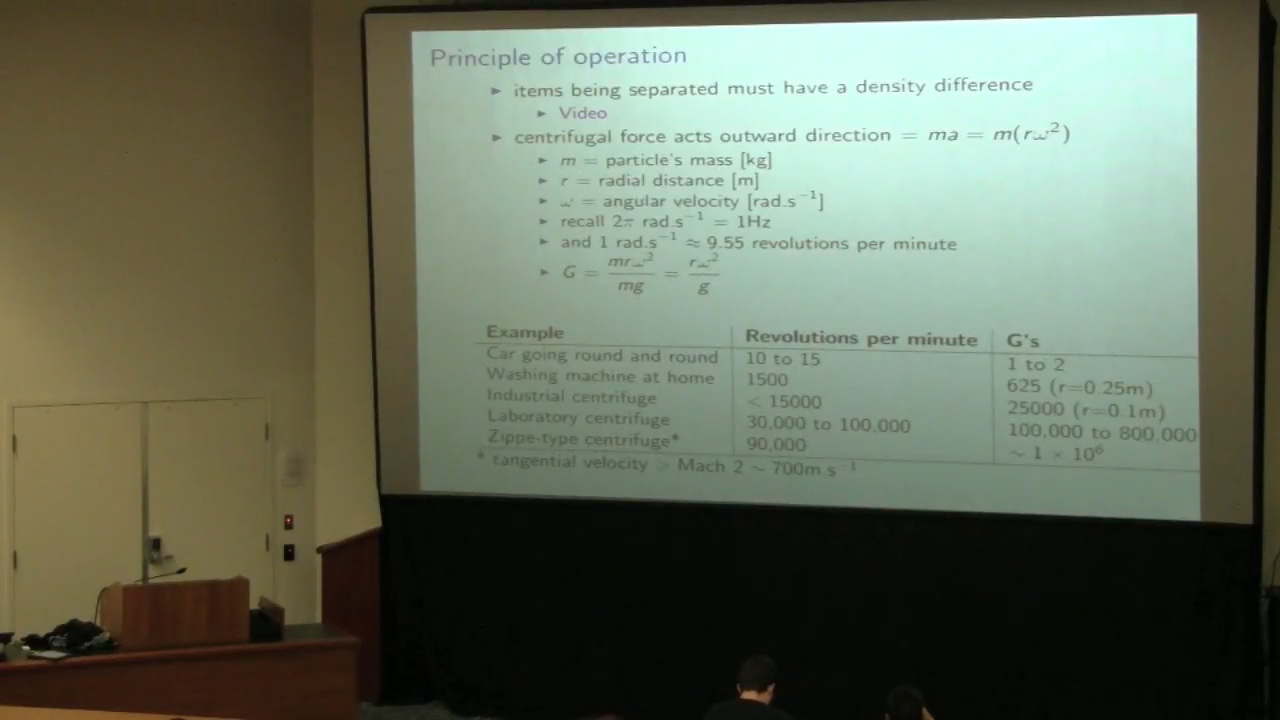 Principle of operation
► items being separated must have a density difference
► Video
► centrifugal force acts outward direction = ma = m(rω²)
► m = particle's mass [kg]
► r = radial distance [m]
► ω = angular velocity [rad.s⁻¹]
► recall 2π rad.s⁻¹ = 1Hz
► and 1 rad.s⁻¹ ≈ 9.55 revolutions per minute
► G = mrω²/mg = rω²/g
Example Revolutions per minute G's
Car going round and round 10 to 15 1 to 2
Washing machine at home 1500 625 (r=0.25m)
Industrial centrifuge < 15000 25000 (r=0.1m)
Laboratory centrifuge 30,000 to 100,000 100,000 to 800,000
Zippe-type centrifuge* 90,000 ∼ 1 × 10⁶
* tangential velocity > Mach 2 ∼ 700m s⁻¹